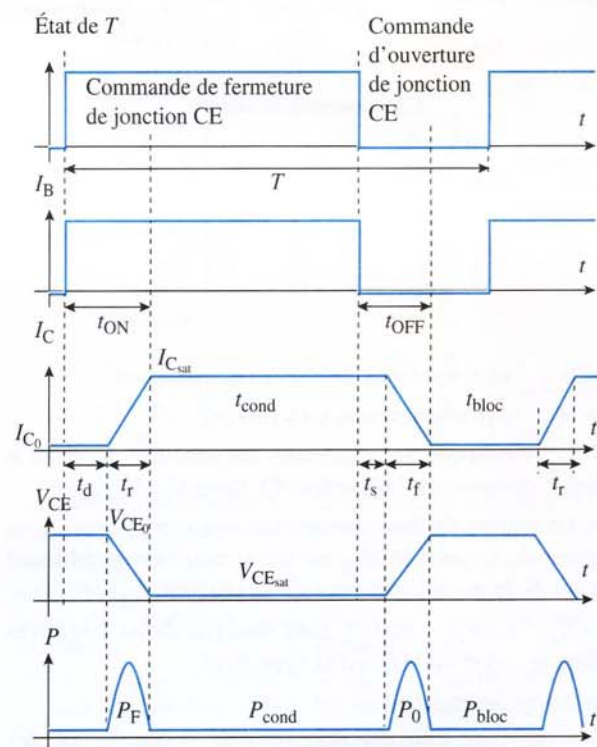 État de T
Commande
d'ouverture
de jonction
CE
Commande de fermeture
de jonction CE
t
T
I_B
t
t_ON
t_OFF
I_C
I_Csat
t_cond
t_bloc
I_C0
t
t_d
t_r
t_s
t_f
t_r
V_CE
V_CE0
V_CEsat
t
P
P_F
P_cond
P_0
P_bloc
t